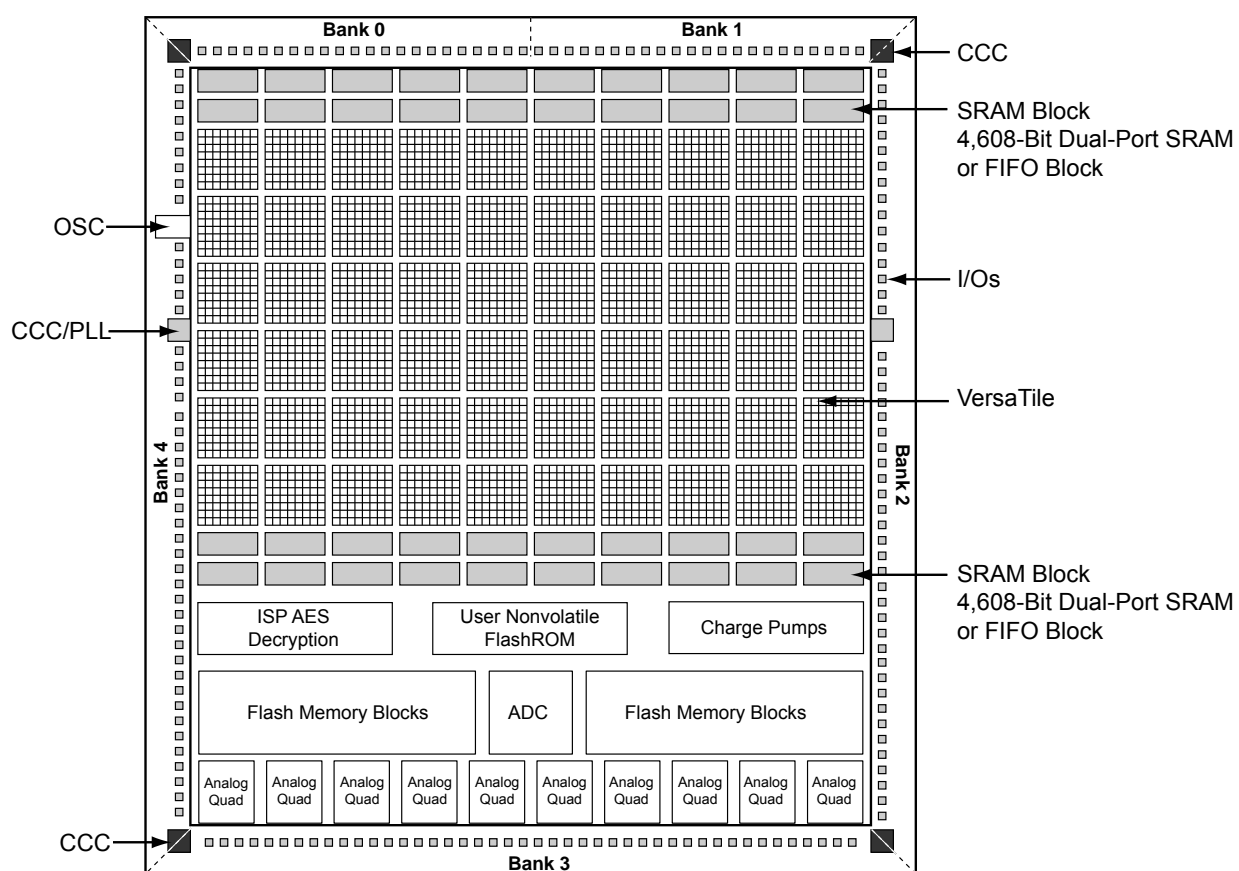 Bank 0
Bank 1
CCC
SRAM Block
4,608-Bit Dual-Port SRAM
or FIFO Block
OSC
I/Os
CCC/PLL
VersaTile
Bank 4
Bank 2
SRAM Block
4,608-Bit Dual-Port SRAM
or FIFO Block
ISP AES
Decryption
User Nonvolatile
FlashROM
Charge Pumps
Flash Memory Blocks
ADC
Flash Memory Blocks
Analog
Quad
Analog
Quad
Analog
Quad
Analog
Quad
Analog
Quad
Analog
Quad
Analog
Quad
Analog
Quad
Analog
Quad
Analog
Quad
CCC
Bank 3